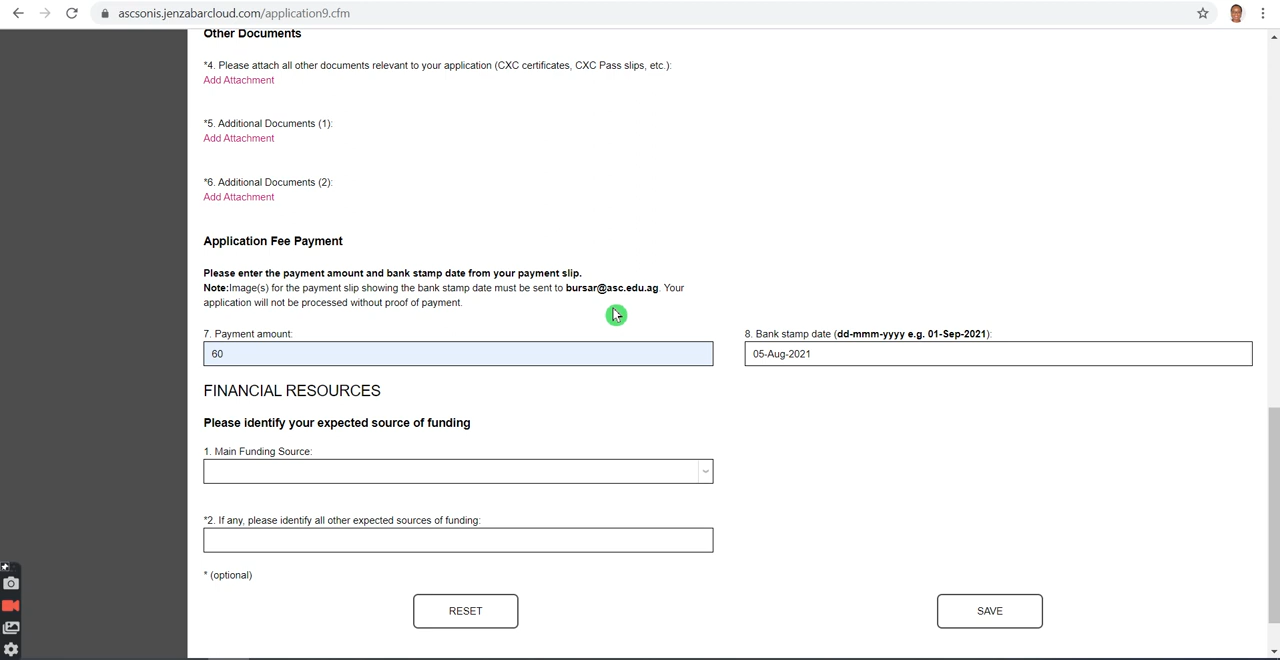 ascsonis.jenzabarcloud.com/application9.cfm
Other Documents
*4. Please attach all other documents relevant to your application (CXC certificates, CXC Pass slips, etc.):
Add Attachment
*5. Additional Documents (1):
Add Attachment
*6. Additional Documents (2):
Add Attachment
Application Fee Payment
Please enter the payment amount and bank stamp date from your payment slip.
Note:Image(s) for the payment slip showing the bank stamp date must be sent to bursar@asc.edu.ag. Your
application will not be processed without proof of payment.
7. Payment amount: 8. Bank stamp date (dd-mmm-yyyy e.g. 01-Sep-2021):
60 05-Aug-2021
FINANCIAL RESOURCES
Please identify your expected source of funding
1. Main Funding Source:
*2. If any, please identify all other expected sources of funding:
* (optional)
RESET SAVE